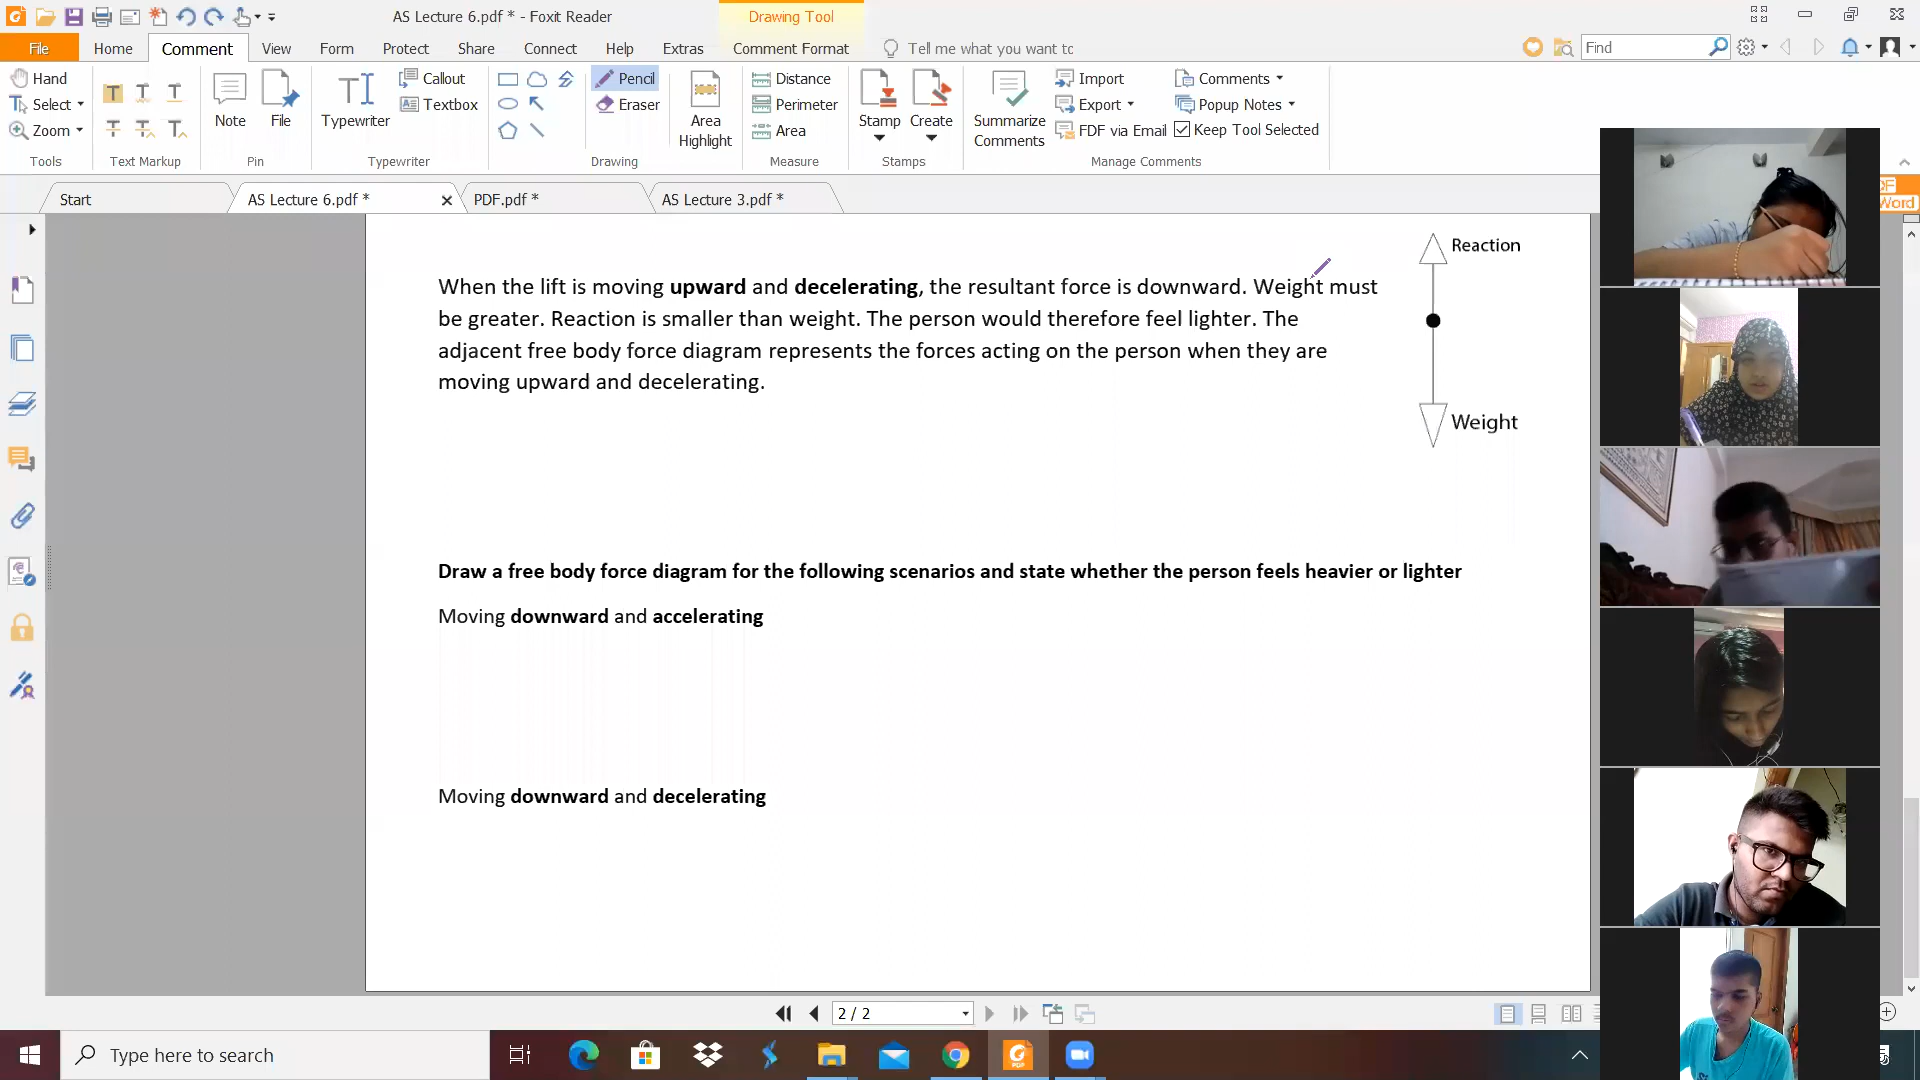 AS Lecture 6.pdf * - Foxit Reader
Drawing Tool
File Home Comment View Form Protect Share Connect Help Extras Comment Format Tell me what you want to Find
Hand
Select
Zoom
Tools
Text Markup
Note
File
Pin
Typewriter
Callout
Textbox
Typewriter
Pencil
Eraser
Area
Highlight
Drawing
Distance
Perimeter
Area
Measure
Stamp
Create
Stamps
Summarize
Comments
Import
Export
FDF via Email
Comments
Popup Notes
Keep Tool Selected
Manage Comments
Start
AS Lecture 6.pdf *
PDF.pdf *
AS Lecture 3.pdf *
Word
Reaction
When the lift is moving upward and decelerating, the resultant force is downward. Weight must
be greater. Reaction is smaller than weight. The person would therefore feel lighter. The
adjacent free body force diagram represents the forces acting on the person when they are
moving upward and decelerating.
Weight
Draw a free body force diagram for the following scenarios and state whether the person feels heavier or lighter
Moving downward and accelerating
Moving downward and decelerating
2 / 2
Type here to search